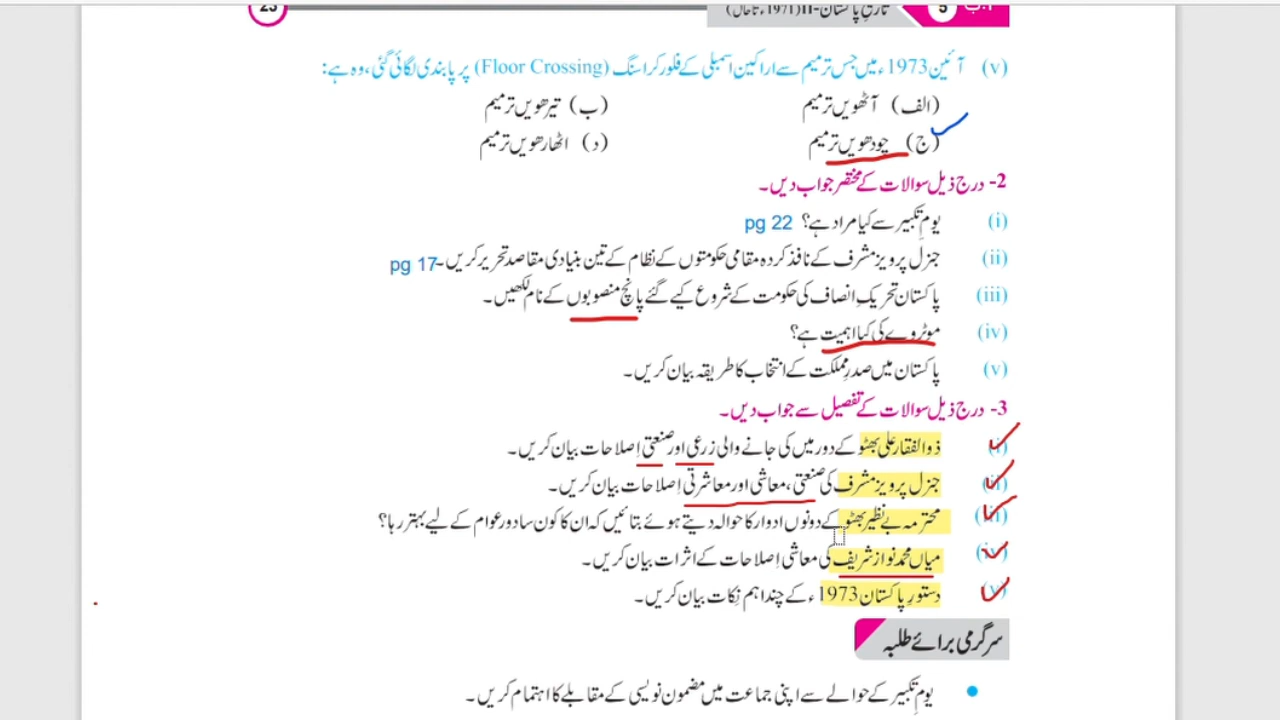 23 تاریخِ پاکستان-II (1971ء تا حال) 5 باب
(v) آئین 1973ء میں جس ترمیم سے اراکین اسمبلی کے فلور کراسنگ (Floor Crossing) پر پابندی لگائی گئی، وہ ہے:
(الف) آٹھویں ترمیم (ب) تیرھویں ترمیم
(ج) چودھویں ترمیم (د) اٹھارھویں ترمیم
2- درج ذیل سوالات کے مختصر جواب دیں۔
(i) یومِ تکبیر سے کیا مراد ہے؟ pg 22
(ii) جنرل پرویز مشرف کے نافذ کردہ مقامی حکومتوں کے نظام کے تین بنیادی مقاصد تحریر کریں۔ pg 17
(iii) پاکستان تحریکِ انصاف کی حکومت کے شروع کیے گئے پانچ منصوبوں کے نام لکھیں۔
(iv) موٹروے کی کیا اہمیت ہے؟
(v) پاکستان میں صدرِ مملکت کے انتخاب کا طریقہ بیان کریں۔
3- درج ذیل سوالات کے تفصیل سے جواب دیں۔
(i) ذوالفقار علی بھٹو کے دور میں کی جانے والی زرعی اور صنعتی اِصلاحات بیان کریں۔
(ii) جنرل پرویز مشرف کی صنعتی، معاشی اور معاشرتی اِصلاحات بیان کریں۔
(iii) محترمہ بے نظیر بھٹو کے دونوں ادوار کا حوالہ دیتے ہوئے بتائیں کہ ان کا کون سا دور عوام کے لیے بہتر رہا؟
(iv) میاں محمد نواز شریف کی معاشی اِصلاحات کے اثرات بیان کریں۔
(v) دستورِ پاکستان 1973ء کے چند اہم نِکات بیان کریں۔
سرگرمی برائے طلبہ
• یومِ تکبیر کے حوالے سے اپنی جماعت میں مضمون نویسی کے مقابلے کا اہتمام کریں۔